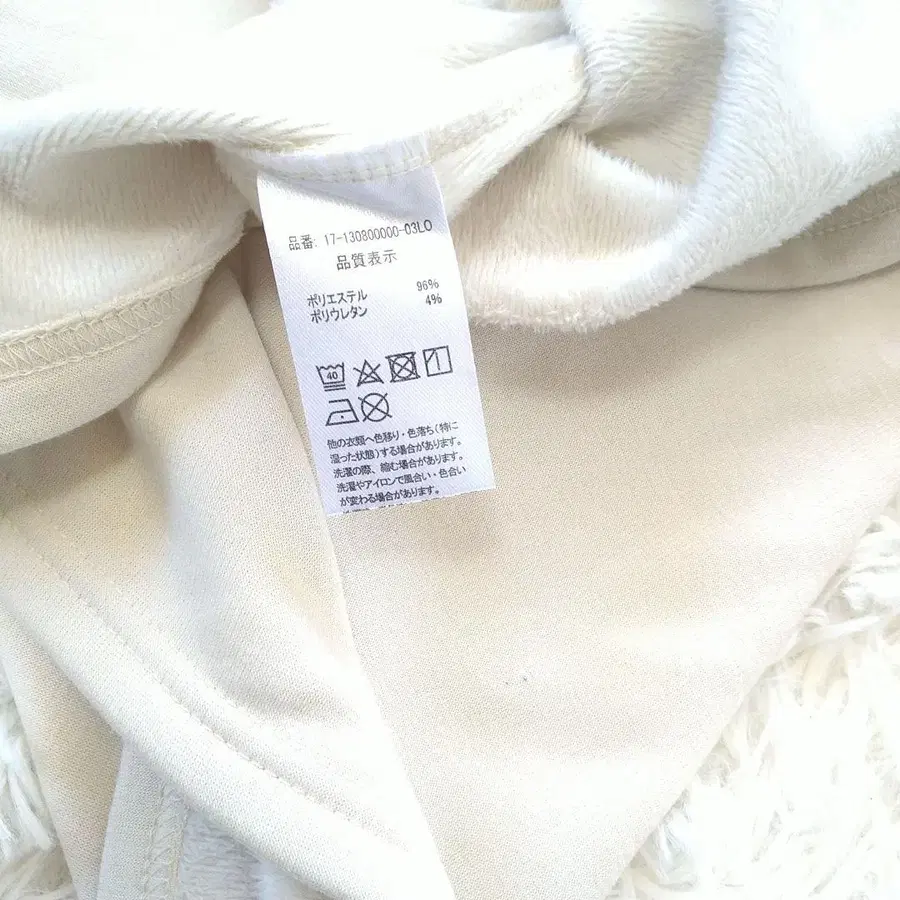 品番: 17-130800000-03LO
品質表示
ポリエステル 96%
ポリウレタン 4%
40
他の衣類へ色移り・色落ち(特に
湿った状態)する場合があります。
洗濯の際、縮む場合があります。
洗濯やアイロンで風合い・色合い
が変わる場合があります。